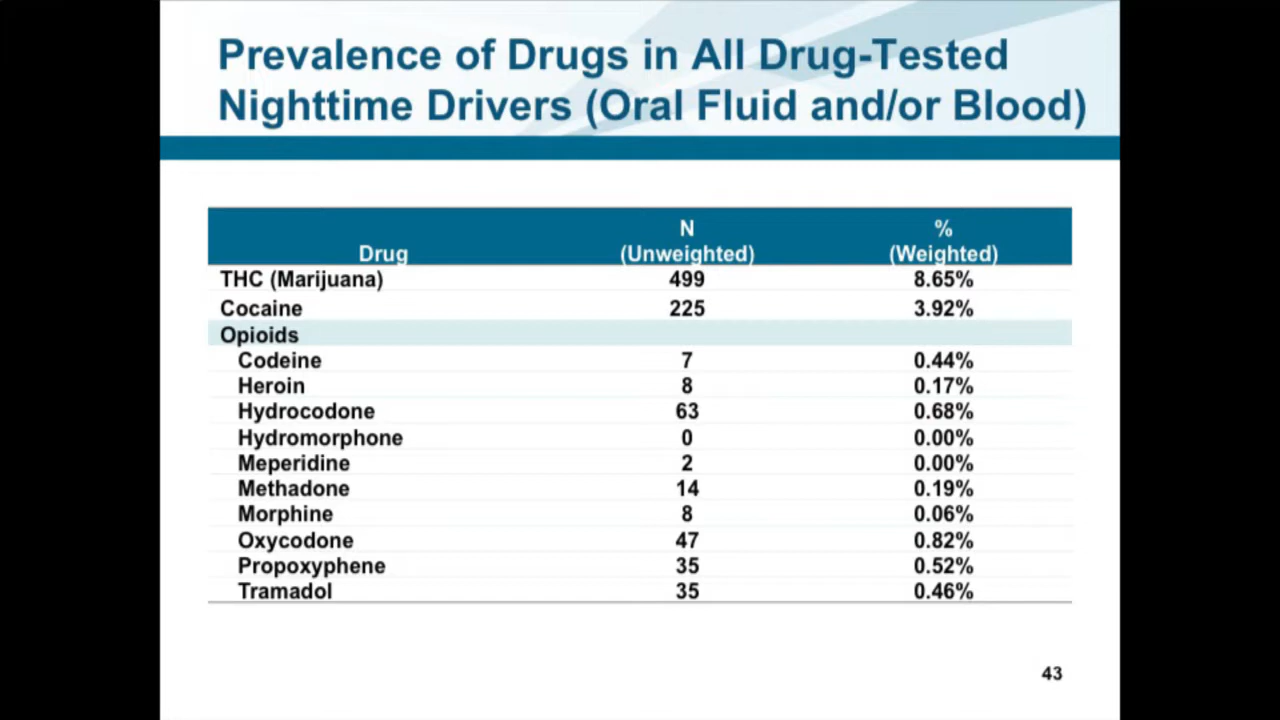 Prevalence of Drugs in All Drug-Tested
Nighttime Drivers (Oral Fluid and/or Blood)
N %
Drug (Unweighted) (Weighted)
THC (Marijuana) 499 8.65%
Cocaine 225 3.92%
Opioids
Codeine 7 0.44%
Heroin 8 0.17%
Hydrocodone 63 0.68%
Hydromorphone 0 0.00%
Meperidine 2 0.00%
Methadone 14 0.19%
Morphine 8 0.06%
Oxycodone 47 0.82%
Propoxyphene 35 0.52%
Tramadol 35 0.46%
43